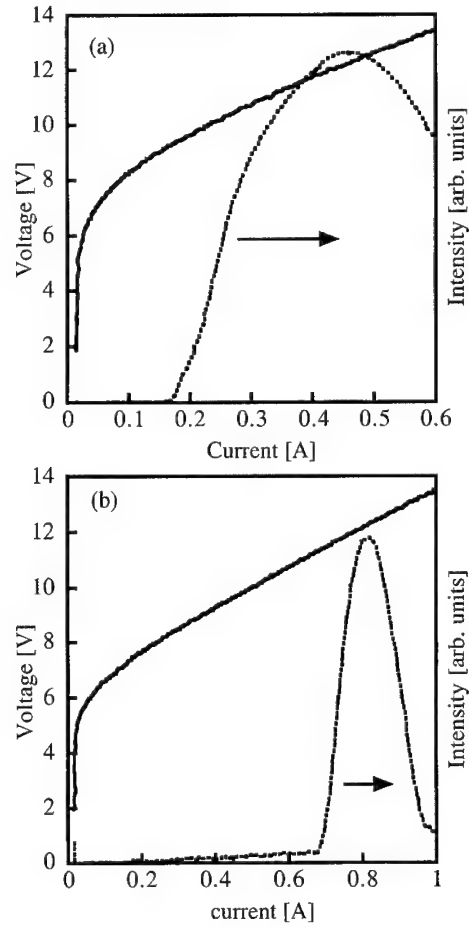 (a)
14
12
10
8
6
4
2
0
Voltage [V]
Intensity [arb. units]
0 0.1 0.2 0.3 0.4 0.5 0.6
Current [A]
(b)
14
12
10
8
6
4
2
0
Voltage [V]
Intensity [arb. units]
0 0.2 0.4 0.6 0.8 1
current [A]